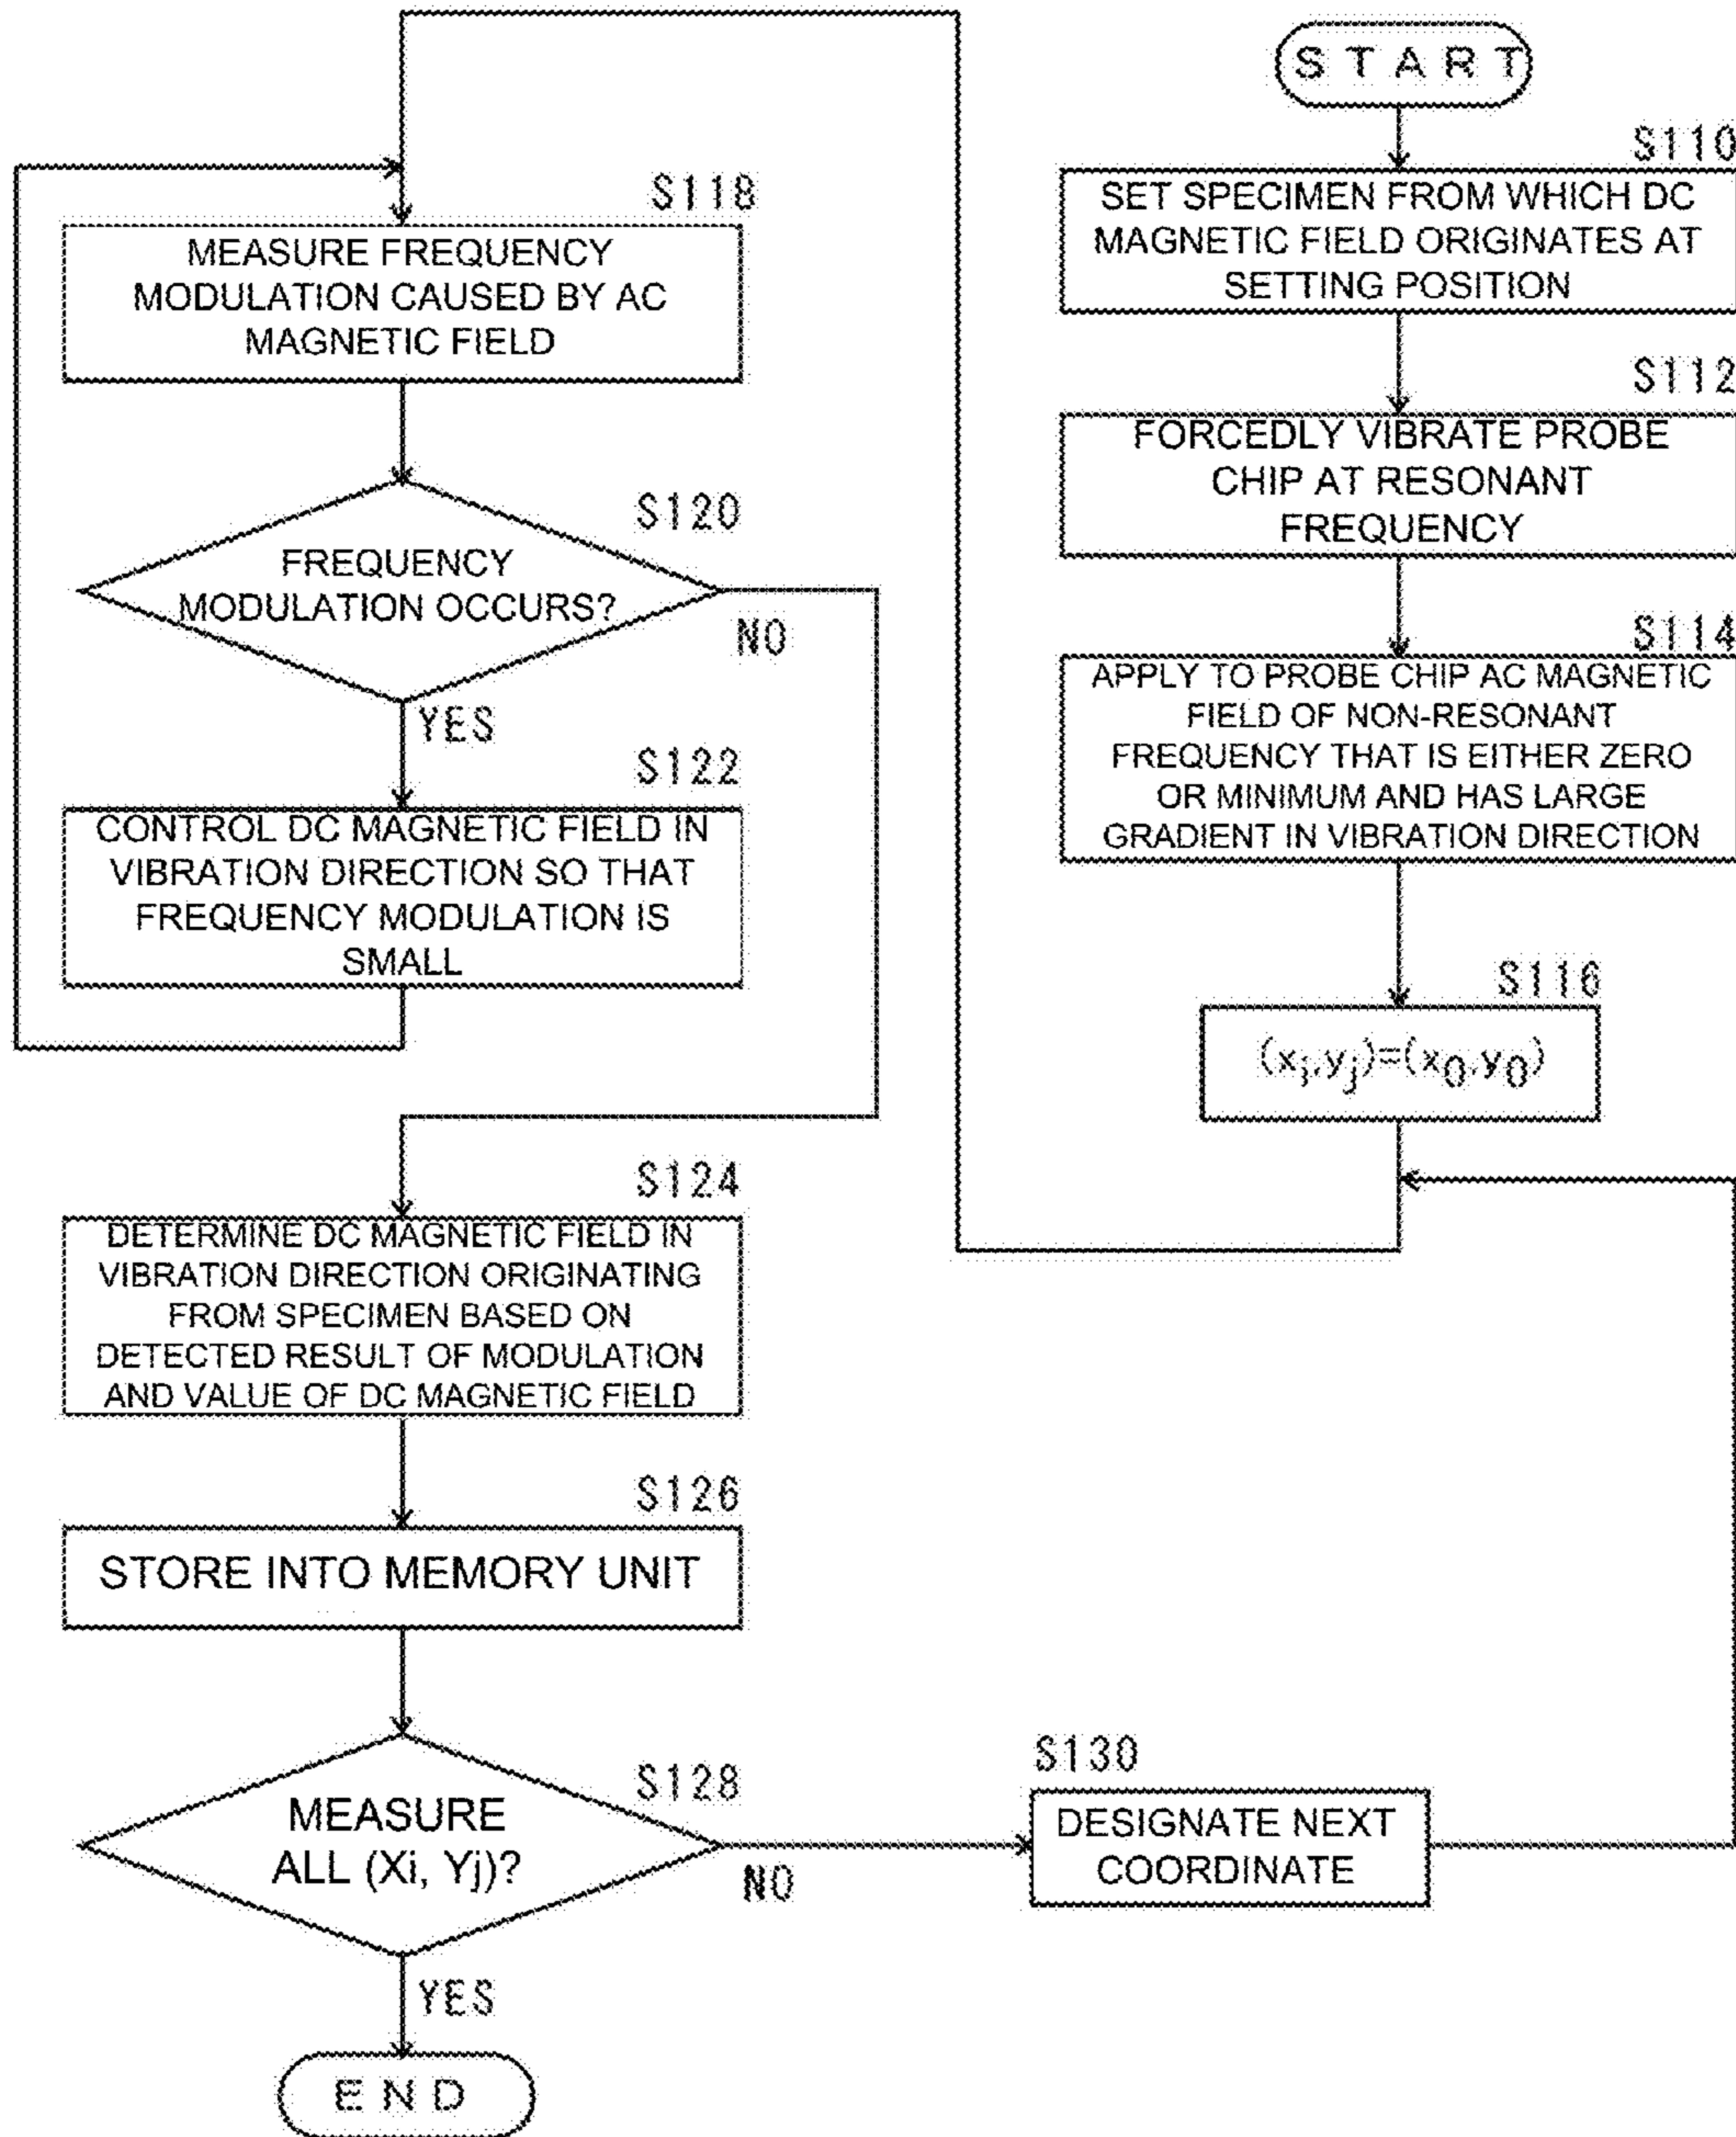 START
S110
SET SPECIMEN FROM WHICH DC
MAGNETIC FIELD ORIGINATES AT
SETTING POSITION
S112
FORCEDLY VIBRATE PROBE
CHIP AT RESONANT
FREQUENCY
S114
APPLY TO PROBE CHIP AC MAGNETIC
FIELD OF NON-RESONANT
FREQUENCY THAT IS EITHER ZERO
OR MINIMUM AND HAS LARGE
GRADIENT IN VIBRATION DIRECTION
S116
(xi,yj)=(x0,y0)
S118
MEASURE FREQUENCY
MODULATION CAUSED BY AC
MAGNETIC FIELD
S120
FREQUENCY
MODULATION OCCURS?
NO
YES
S122
CONTROL DC MAGNETIC FIELD IN
VIBRATION DIRECTION SO THAT
FREQUENCY MODULATION IS
SMALL
S124
DETERMINE DC MAGNETIC FIELD IN
VIBRATION DIRECTION ORIGINATING
FROM SPECIMEN BASED ON
DETECTED RESULT OF MODULATION
AND VALUE OF DC MAGNETIC FIELD
S126
STORE INTO MEMORY UNIT
S128
MEASURE
ALL (Xi, Yj)?
NO
S130
DESIGNATE NEXT
COORDINATE
YES
END